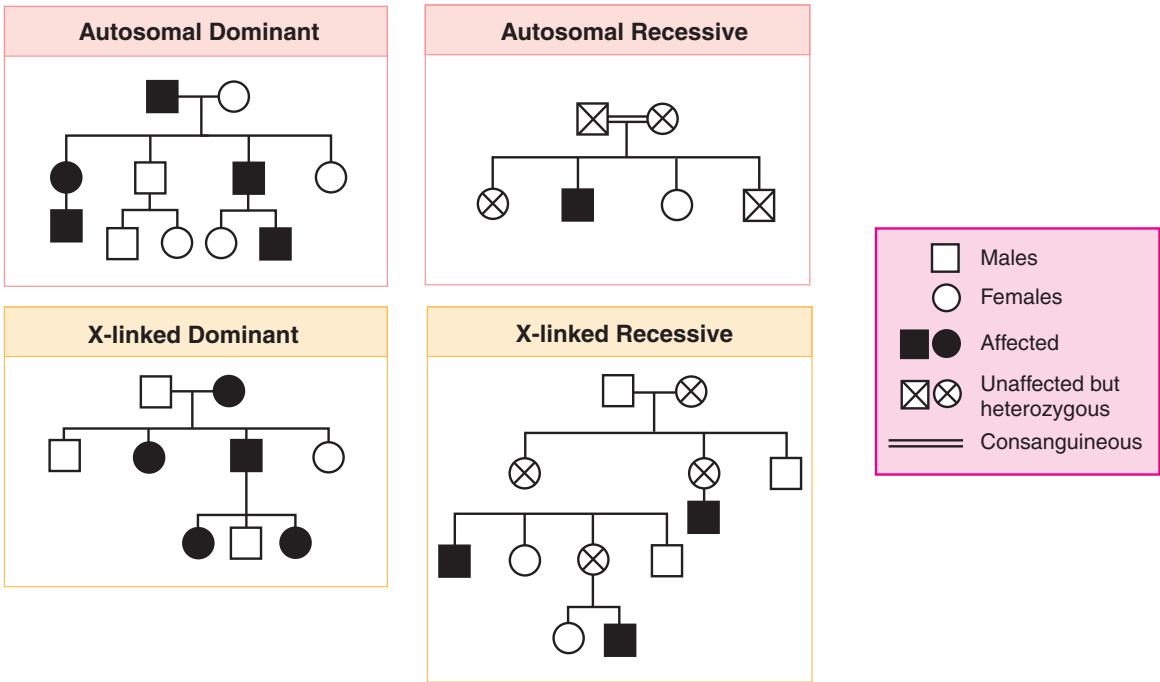 Autosomal Dominant
Autosomal Recessive
X-linked Dominant
X-linked Recessive
Males
Females
Affected
Unaffected but
heterozygous
Consanguineous